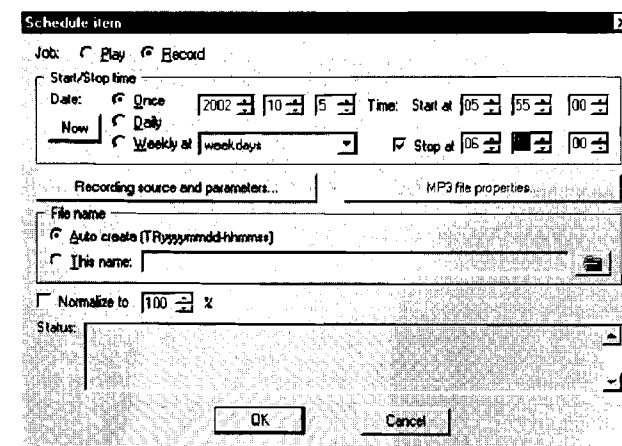 Schedule item
Job: Play Record
Start/Stop time
Date: Once 2002 10 5 Time: Start at 05 55 00
Now Daily
Weekly at weekdays Stop at 06 00
Recording source and parameters... MP3 file properties...
File name
Auto create (TRyyyymmdd-hhmmss)
This name:
Normalize to 100 %
Status:
OK Cancel